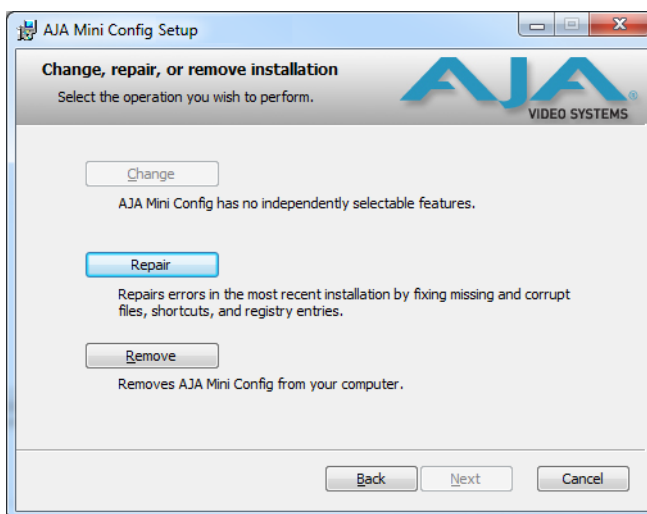 AJA Mini Config Setup
Change, repair, or remove installation
Select the operation you wish to perform.
AJA®
VIDEO SYSTEMS
Change
AJA Mini Config has no independently selectable features.
Repair
Repairs errors in the most recent installation by fixing missing and corrupt
files, shortcuts, and registry entries.
Remove
Removes AJA Mini Config from your computer.
Back
Next
Cancel